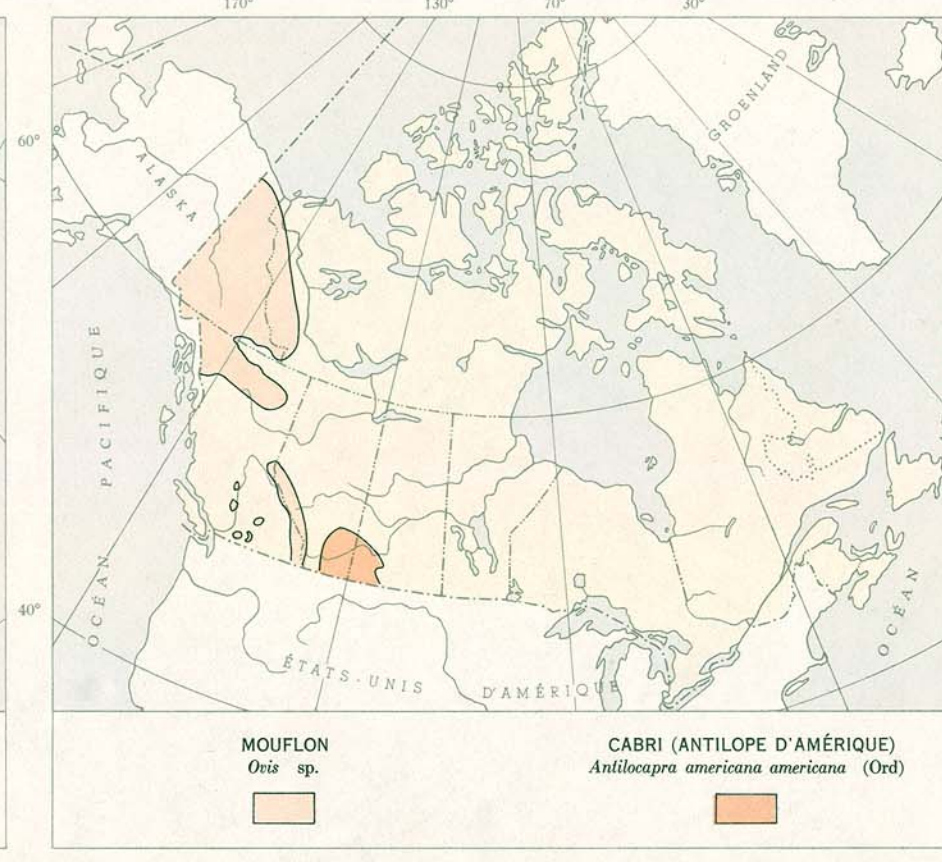 170° 130° 70° 30°
60°
GROENLAND
ALASKA
OCÉAN PACIFIQUE
40°
OCÉAN
ÉTATS-UNIS D'AMÉRIQUE
MOUFLON
Ovis sp.
CABRI (ANTILOPE D'AMÉRIQUE)
Antilocapra americana americana (Ord)